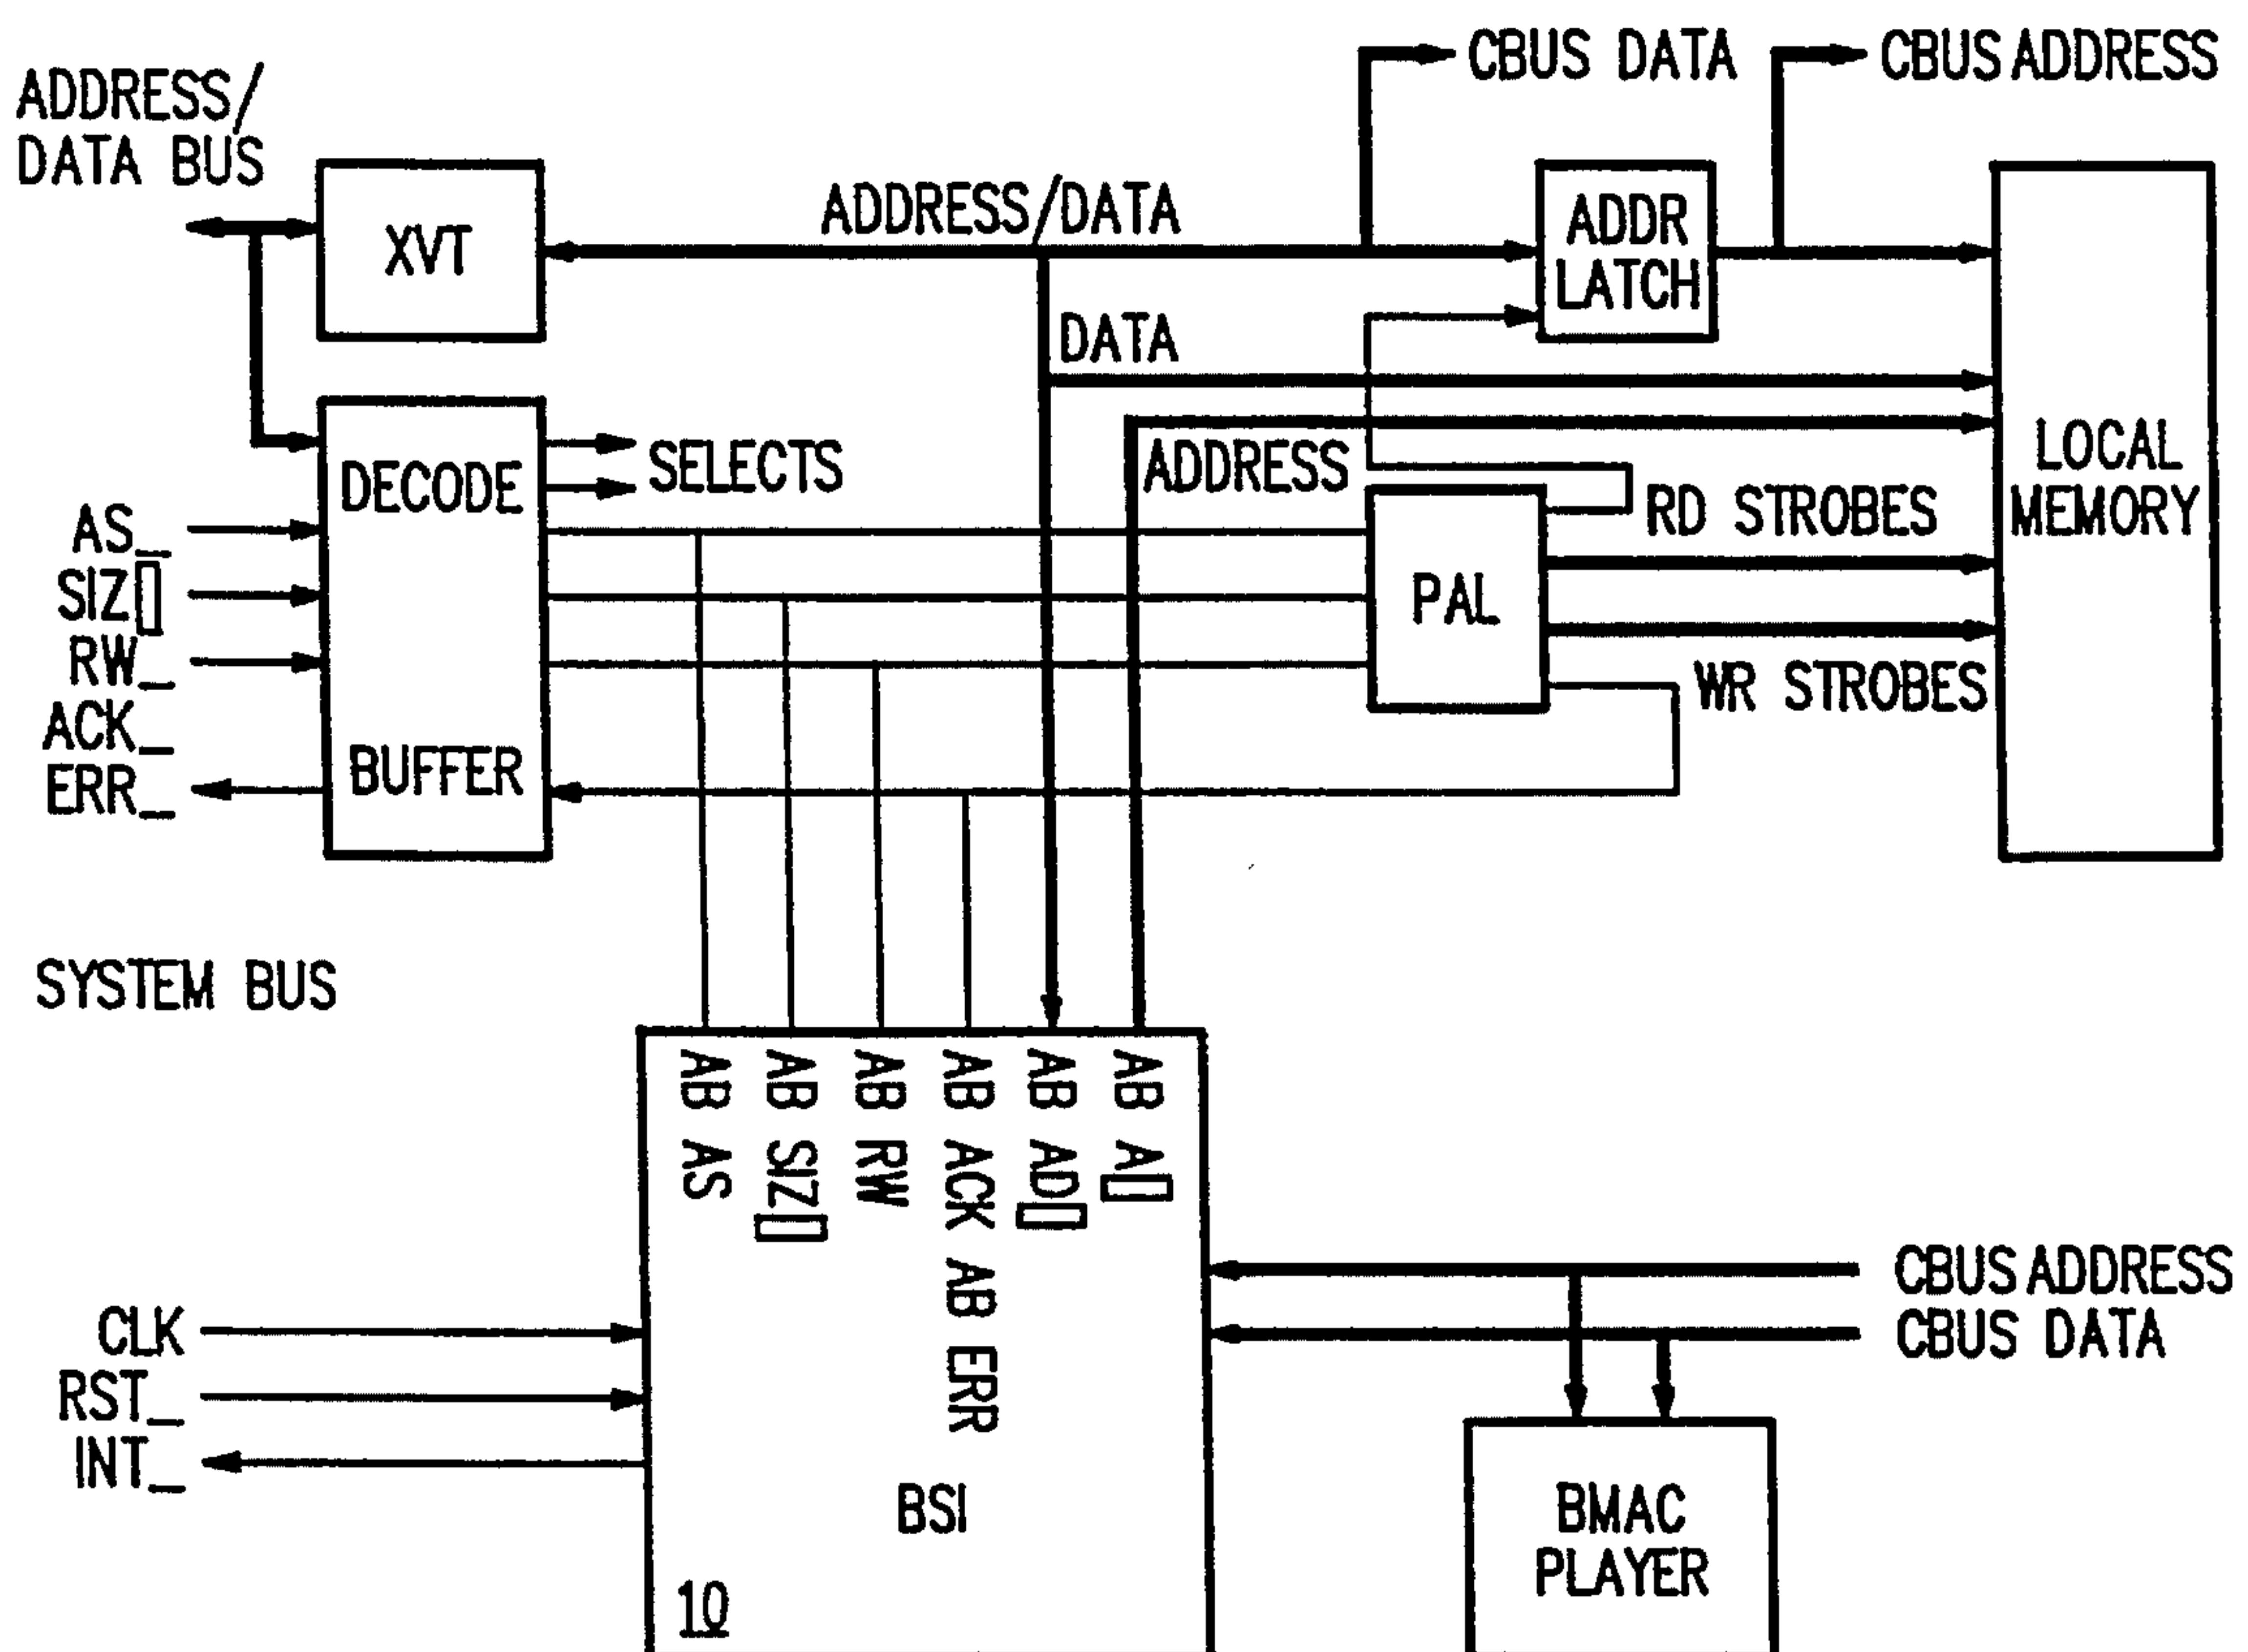 CBUS DATA
CBUS ADDRESS
ADDRESS/
DATA BUS
XVT
ADDRESS/DATA
ADDR
LATCH
DATA
LOCAL
MEMORY
DECODE
SELECTS
ADDRESS
RD STROBES
PAL
WR STROBES
AS_
SIZ[]
RW_
ACK_
ERR_
BUFFER
SYSTEM BUS
AB AS
AB SIZ[]
AB RW
AB ACK AB ERR
AB AD[]
AB A[]
CBUS ADDRESS
CBUS DATA
CLK
RST_
INT_
BSI
10
BMAC
PLAYER